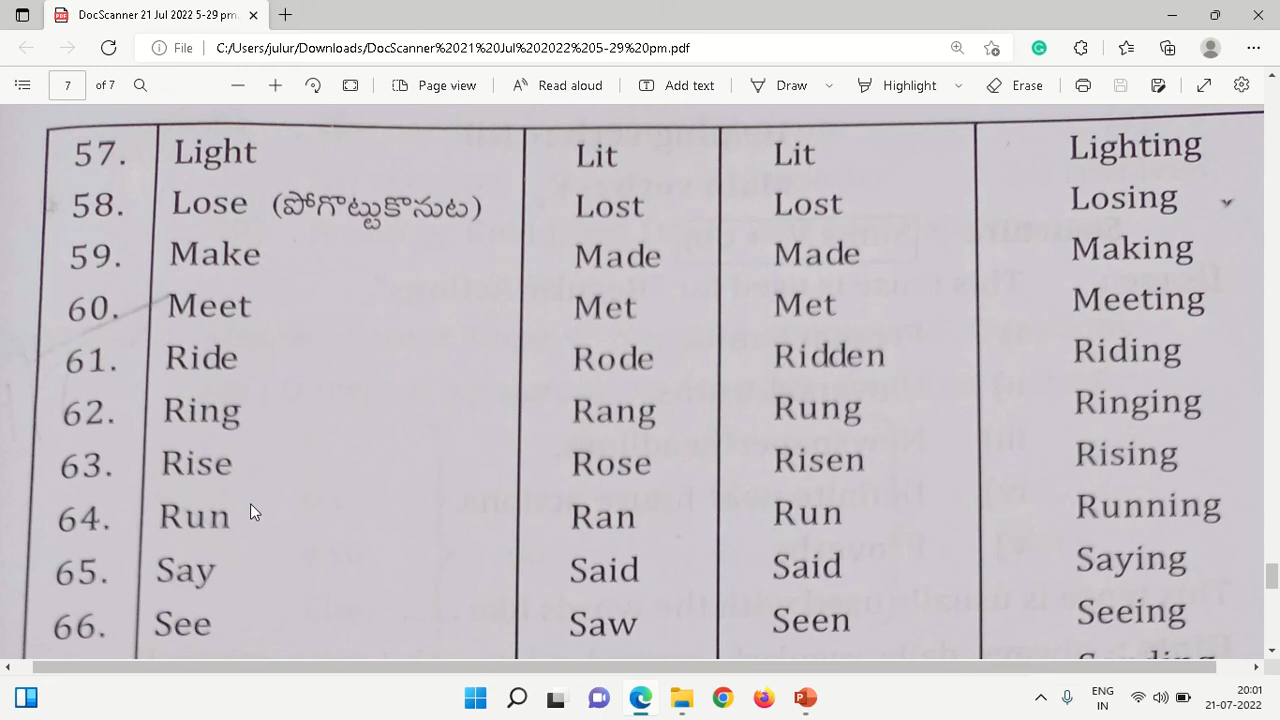 DocScanner 21 Jul 2022 5-29 pm.
File C:/Users/julur/Downloads/DocScanner%2021%20Jul%202022%205-29%20pm.pdf
7 of 7 Page view Read aloud Add text Draw Highlight Erase
57. Light Lit Lit Lighting
58. Lose (పోగొట్టుకొనుట) Lost Lost Losing
59. Make Made Made Making
60. Meet Met Met Meeting
61. Ride Rode Ridden Riding
62. Ring Rang Rung Ringing
63. Rise Rose Risen Rising
64. Run Ran Run Running
65. Say Said Said Saying
66. See Saw Seen Seeing
ENG
IN
20:01
21-07-2022